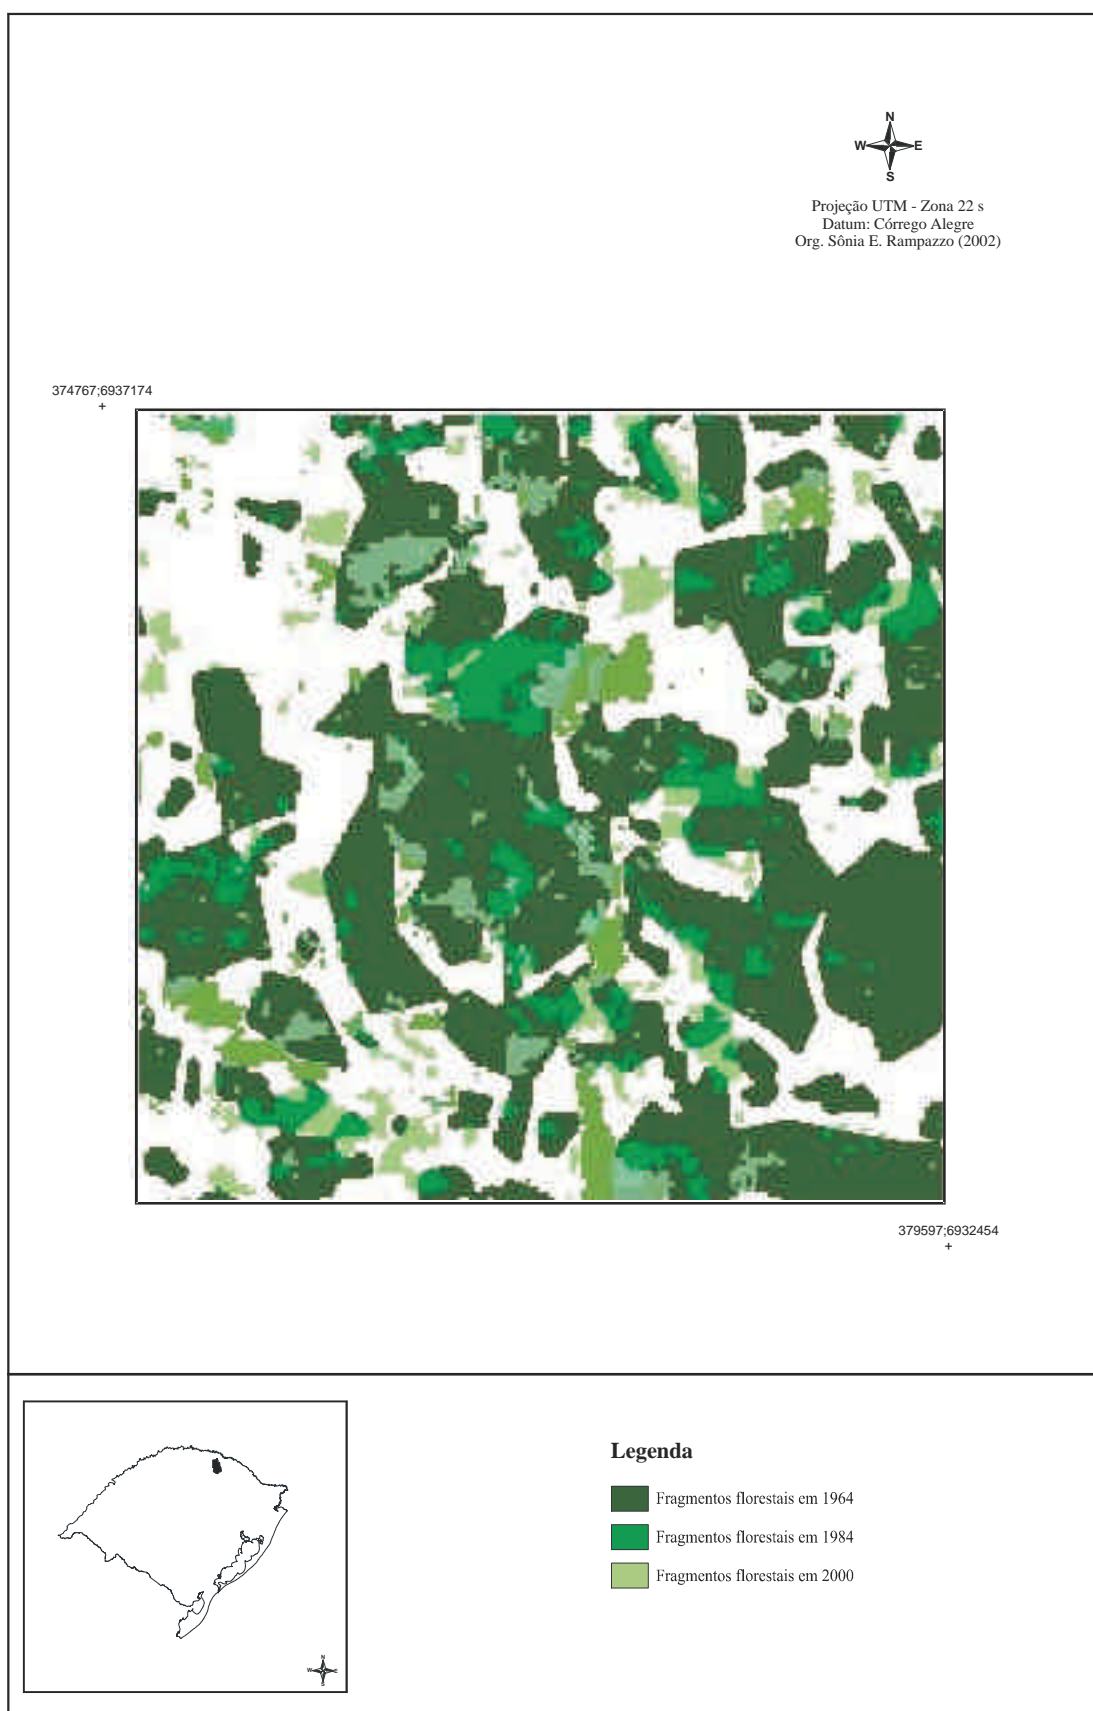 N
W E
S
Projeção UTM - Zona 22 s
Datum: Córrego Alegre
Org. Sônia E. Rampazzo (2002)
374767;6937174
+
379597;6932454
+
Legenda
Fragmentos florestais em 1964
Fragmentos florestais em 1984
Fragmentos florestais em 2000
N
W E
S